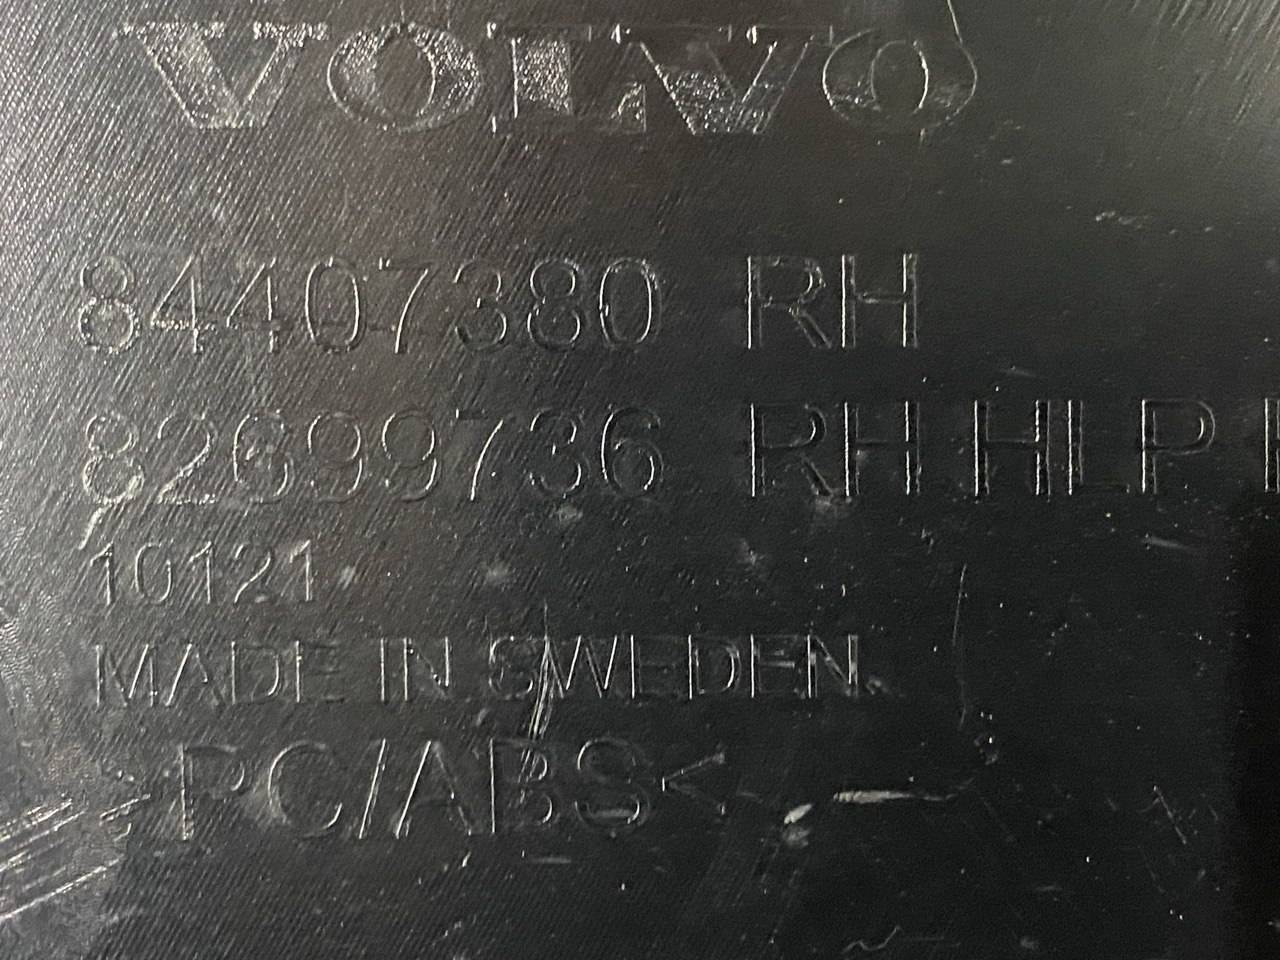 VOLVO
84407380 RH
82699736 RH HLP
10121
MADE IN SWEDEN
>PC/ABS<